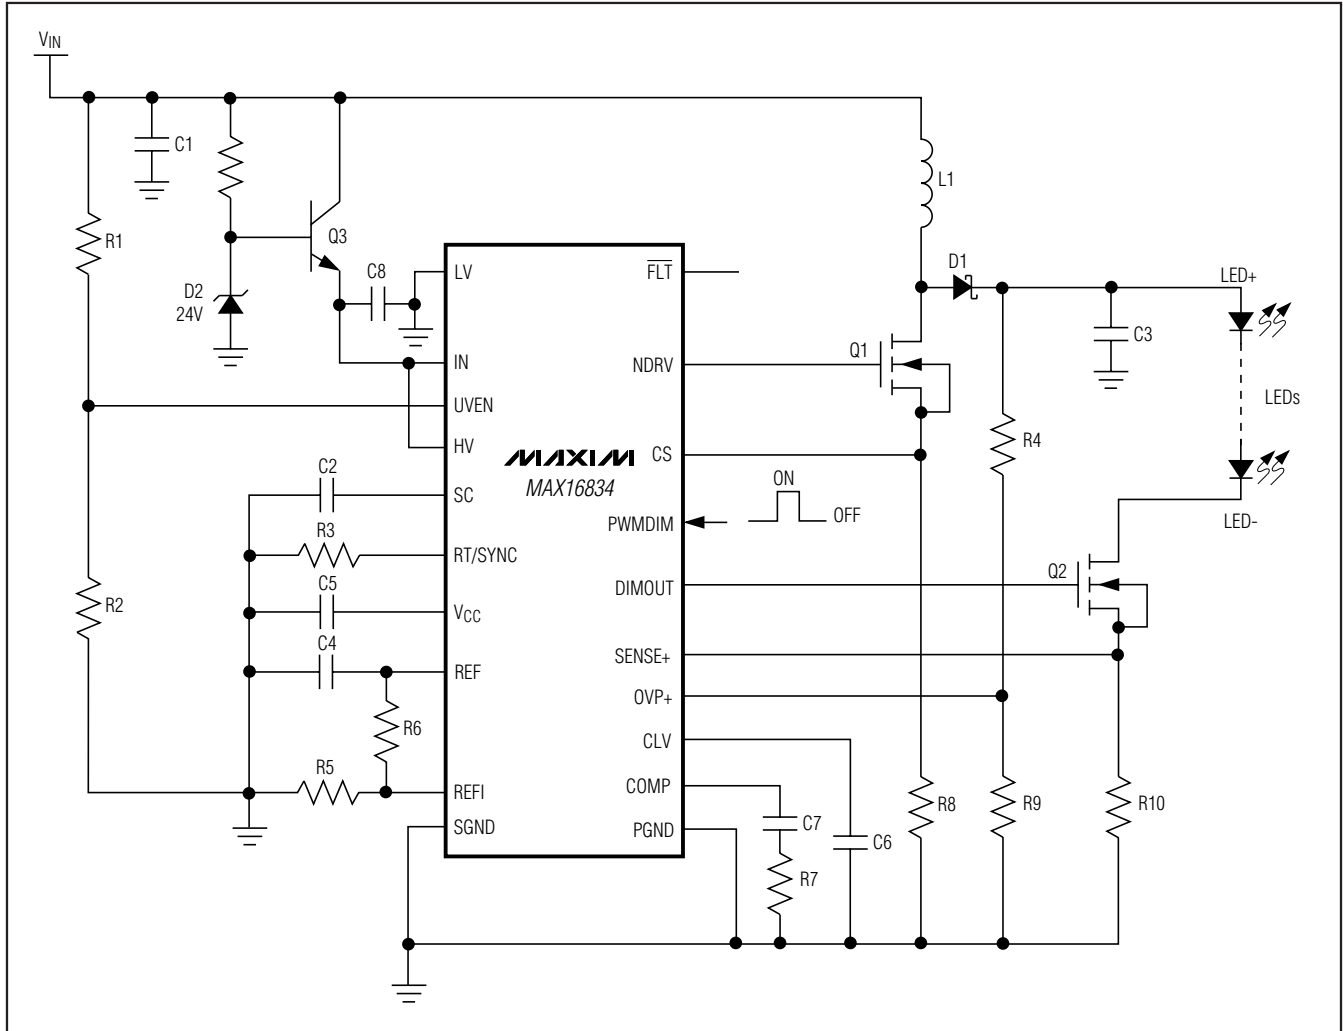 VIN
C1
R1
Q3
D2
24V
C8
L1
D1
LED+
C3
LEDs
LED-
Q1
R4
Q2
LV
IN
UVEN
HV
SC
RT/SYNC
VCC
REF
REFI
SGND
MAXIM
MAX16834
FLT
NDRV
CS
PWMDIM
DIMOUT
SENSE+
OVP+
CLV
COMP
PGND
ON
OFF
C2
R3
C5
C4
R2
R6
R5
C7
R7
C6
R8
R9
R10